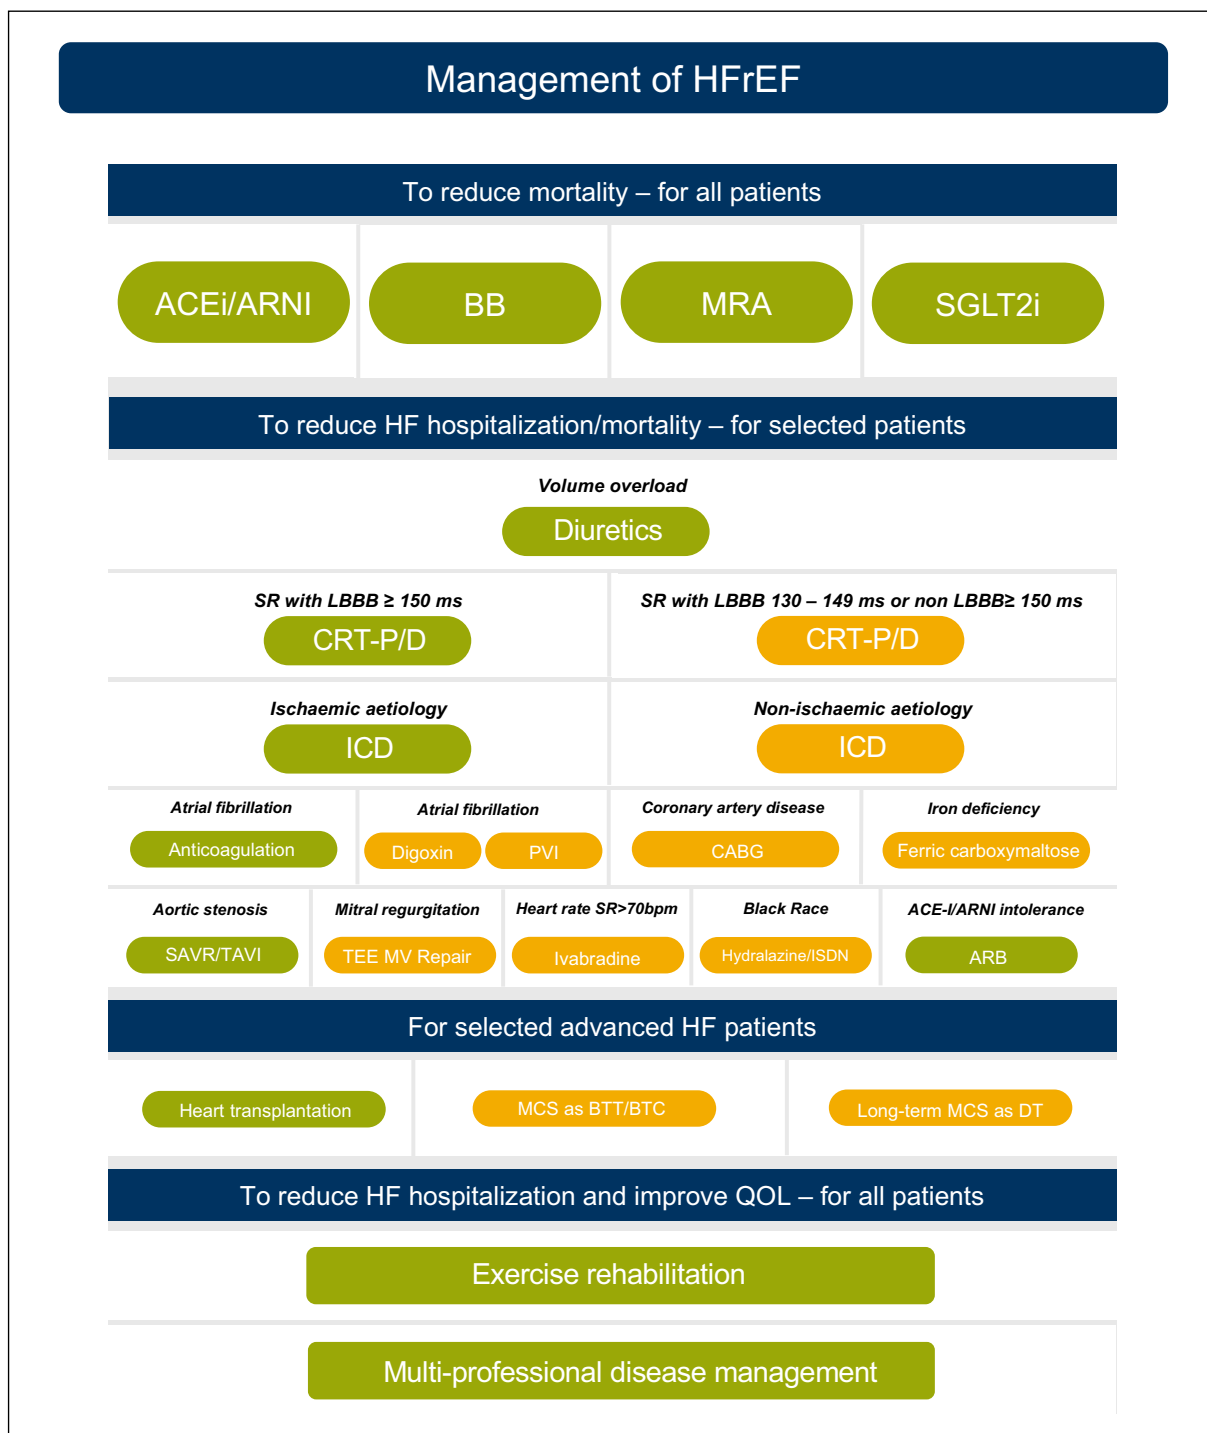 Management of HFrEF
To reduce mortality – for all patients
ACEi/ARNI
BB
MRA
SGLT2i
To reduce HF hospitalization/mortality – for selected patients
Volume overload
Diuretics
SR with LBBB ≥ 150 ms
SR with LBBB 130 – 149 ms or non LBBB≥ 150 ms
CRT-P/D
CRT-P/D
Ischaemic aetiology
Non-ischaemic aetiology
ICD
ICD
Atrial fibrillation
Atrial fibrillation
Coronary artery disease
Iron deficiency
Anticoagulation
Digoxin
PVI
CABG
Ferric carboxymaltose
Aortic stenosis
Mitral regurgitation
Heart rate SR>70bpm
Black Race
ACE-I/ARNI intolerance
SAVR/TAVI
TEE MV Repair
Ivabradine
Hydralazine/ISDN
ARB
For selected advanced HF patients
Heart transplantation
MCS as BTT/BTC
Long-term MCS as DT
To reduce HF hospitalization and improve QOL – for all patients
Exercise rehabilitation
Multi-professional disease management